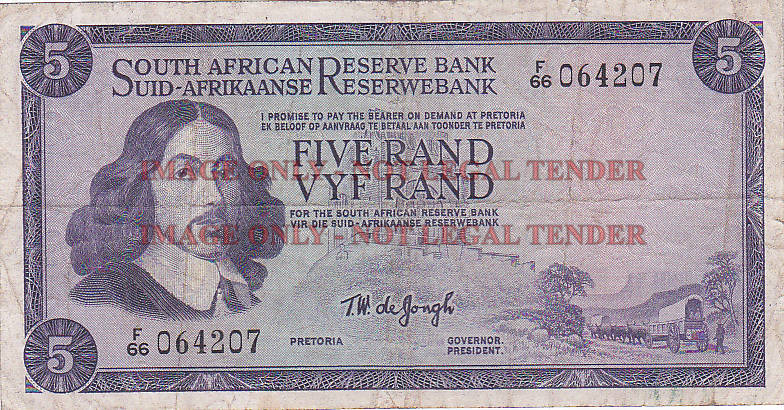 5
5
SOUTH AFRICAN RESERVE BANK
SUID-AFRIKAANSE RESERWEBANK
F/66 064207
I PROMISE TO PAY THE BEARER ON DEMAND AT PRETORIA
EK BELOOF OP AANVRAAG TE BETAAL AAN TOONDER TE PRETORIA
FIVE RAND
IMAGE ONLY - NOT LEGAL TENDER
VYF RAND
FOR THE SOUTH AFRICAN RESERVE BANK
VIR DIE SUID-AFRIKAANSE RESERWEBANK
IMAGE ONLY - NOT LEGAL TENDER
T.W. de Jongh
F/66 064207
PRETORIA
GOVERNOR.
PRESIDENT.
5